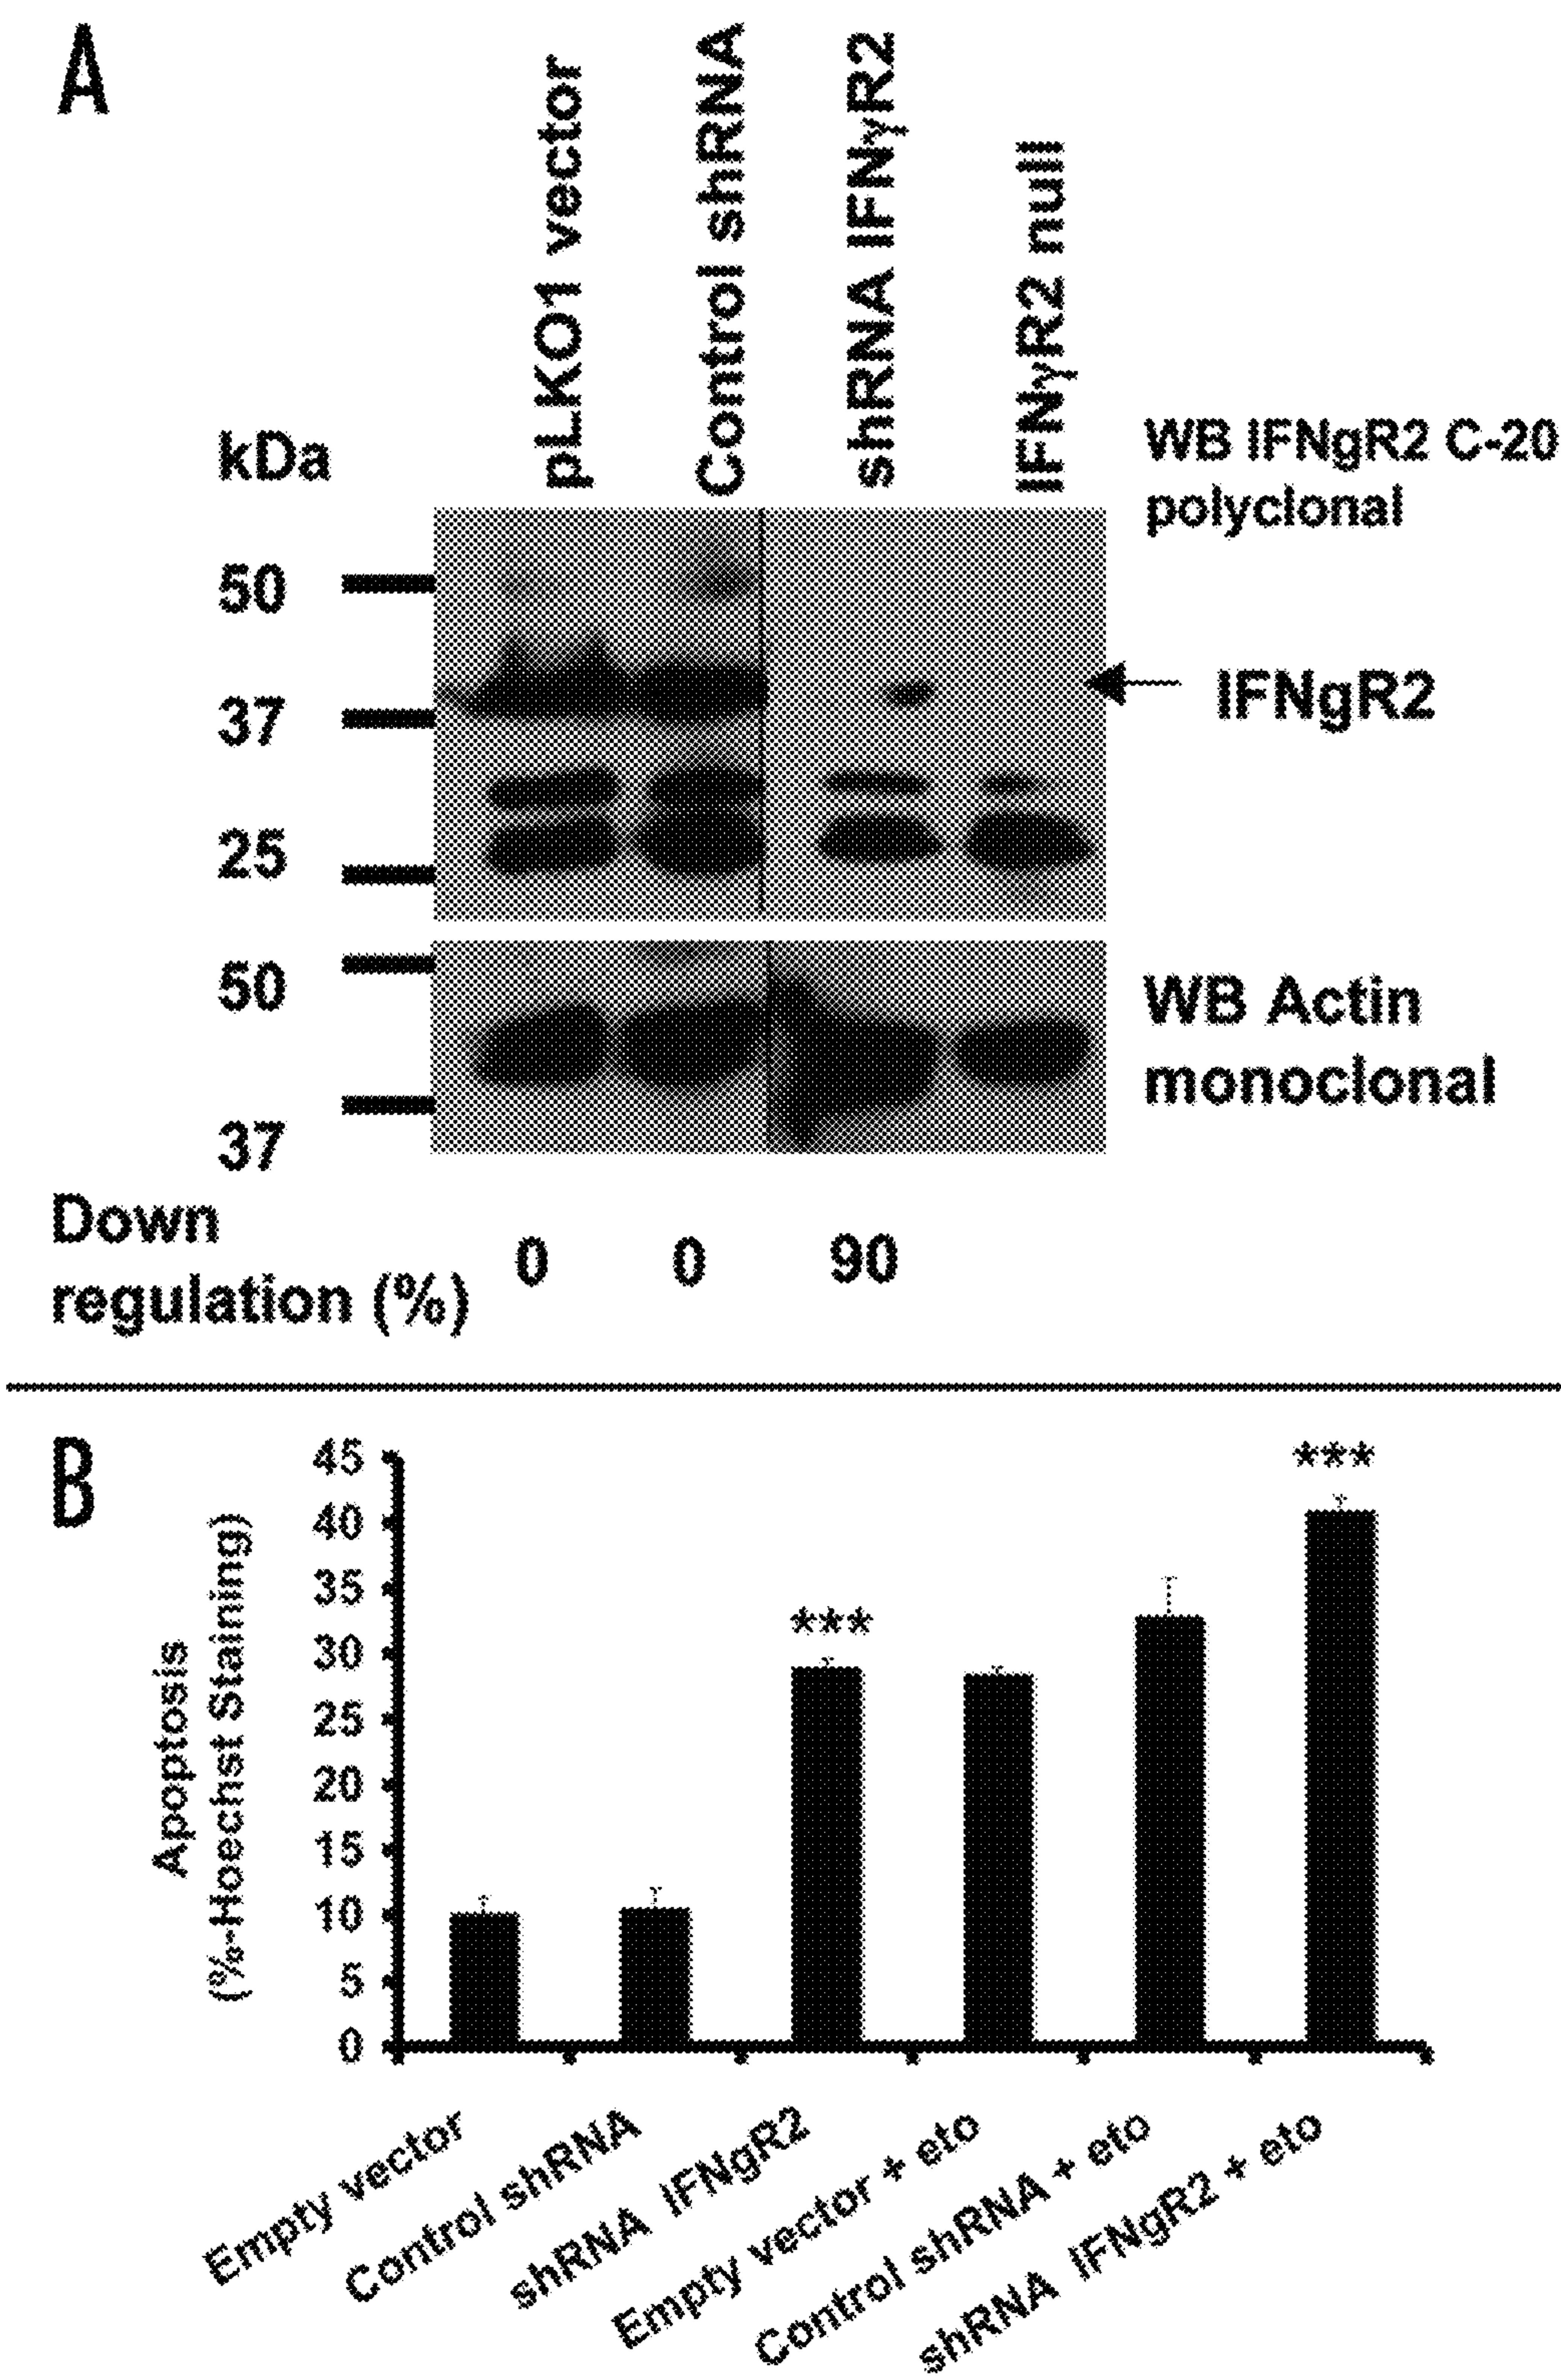 A
pLKO1 vector
Control shRNA
shRNA IFNγR2
IFNγR2 null
kDa
WB IFNgR2 C-20
polyclonal
50
37
25
IFNgR2
50
37
WB Actin
monoclonal
Down
regulation (%)
0
0
90
B
Apoptosis
(%-Hoechst Staining)
45
40
35
30
25
20
15
10
5
0
***
***
Empty vector
Control shRNA
shRNA IFNgR2
Empty vector + eto
Control shRNA + eto
shRNA IFNgR2 + eto